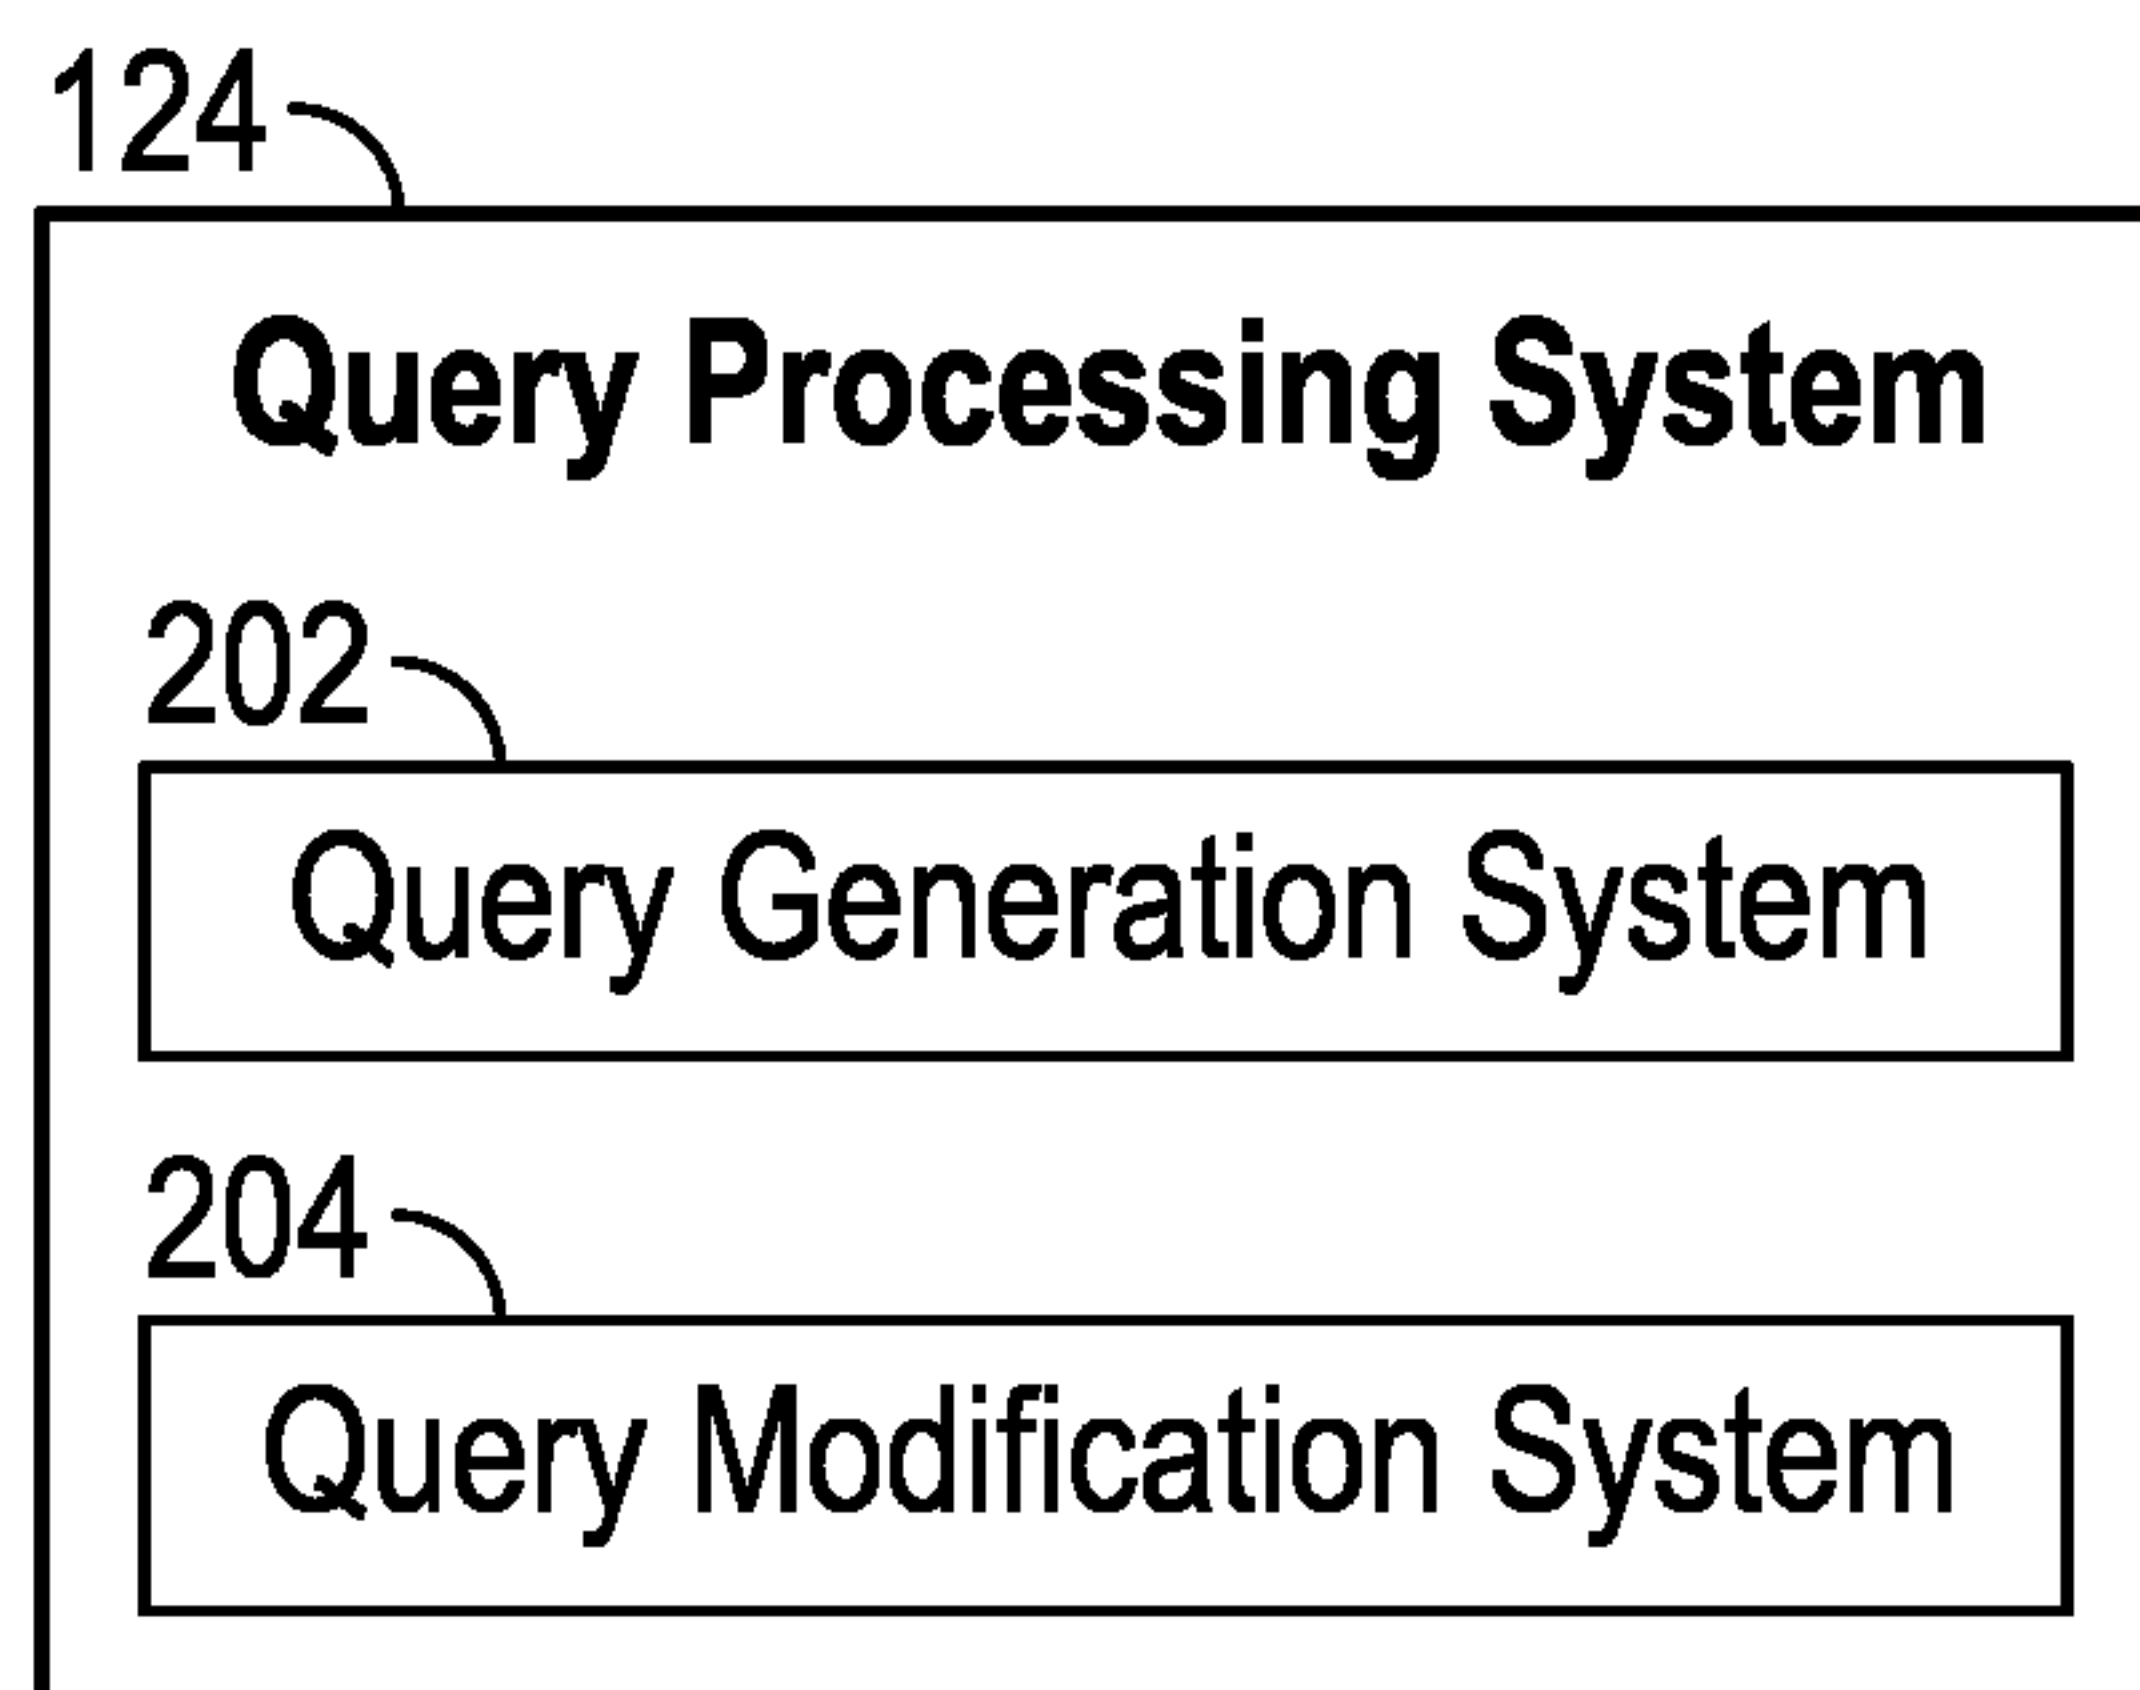 124
Query Processing System
202
Query Generation System
204
Query Modification System